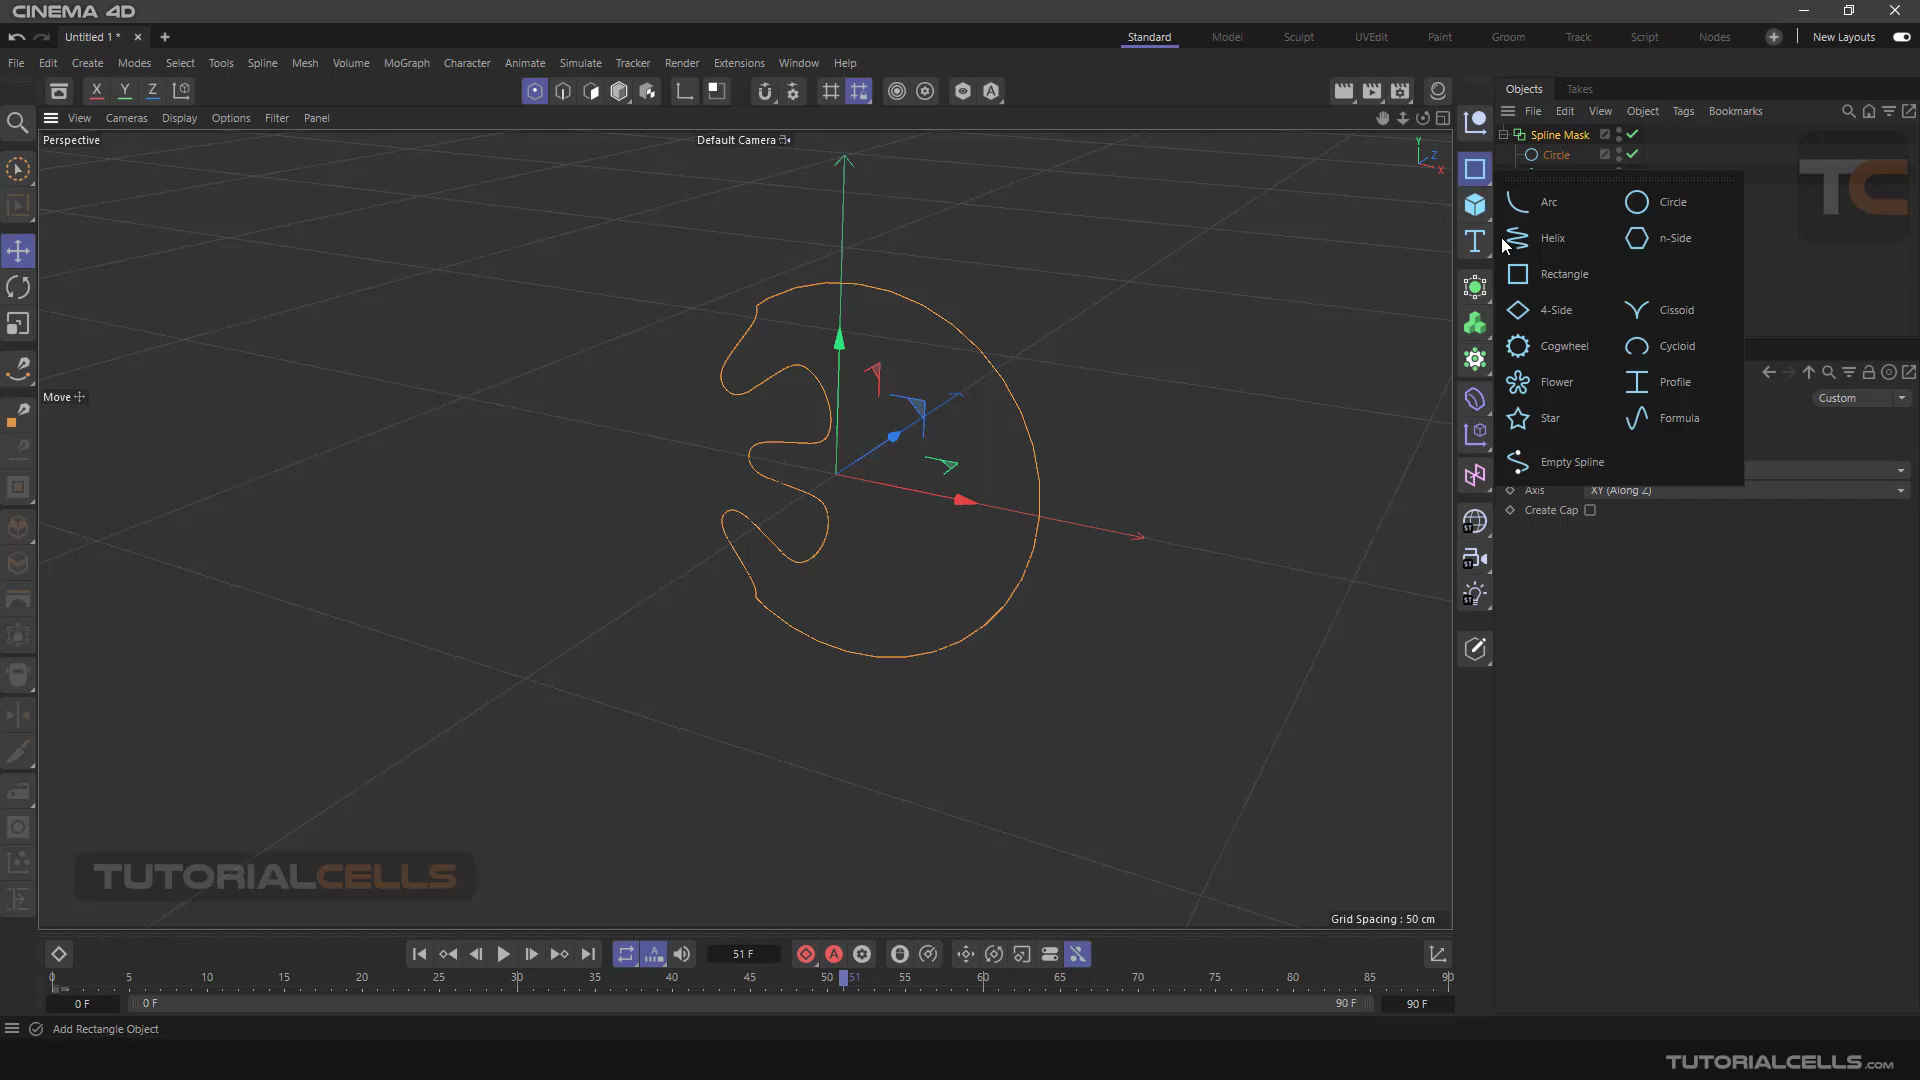 CINEMA 4D
Untitled 1 *
Standard Model Sculpt UVEdit Paint Groom Track Script Nodes New Layouts
File Edit Create Modes Select Tools Spline Mesh Volume MoGraph Character Animate Simulate Tracker Render Extensions Window Help
X Y Z
Objects Takes
View Cameras Display Options Filter Panel
File Edit View Object Tags Bookmarks
Perspective
Default Camera
Y Z X
Spline Mask
Circle
TC
Arc Circle
Helix n-Side
Rectangle
4-Side Cissoid
Cogwheel Cycloid
Flower Profile
Star Formula
Empty Spline
Move
Custom
Axis XY (Along Z)
Create Cap
ST
ST
ST
TUTORIALCELLS
Grid Spacing : 50 cm
51 F
0 5 10 15 20 25 30 35 40 45 50 51 55 60 65 70 75 80 85 90
0 F 0 F 90 F 90 F
Add Rectangle Object
TUTORIALCELLS.com